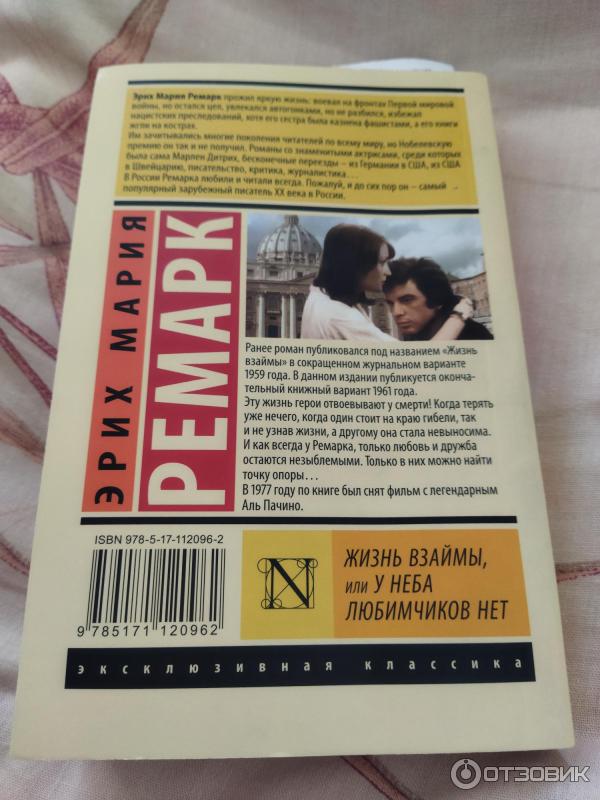 Эрих Мария Ремарк прожил яркую жизнь: воевал на фронтах Первой мировой
войны, но остался цел, увлекался автогонками, но не разбился, избежал
нацистских преследований, хотя его сестра была казнена фашистами, а его книги
жгли на кострах.
Им зачитывались многие поколения читателей по всему миру, но Нобелевскую
премию он так и не получил. Романы со знаменитыми актрисами, среди которых
была сама Марлен Дитрих, бесконечные переезды – из Германии в США, из США
в Швейцарию, писательство, критика, журналистика...
В России Ремарка любили и читали всегда. Пожалуй, и до сих пор он – самый
популярный зарубежный писатель XX века в России.
ЭРИХ МАРИЯ
РЕМАРК
Ранее роман публиковался под названием «Жизнь
взаймы» в сокращенном журнальном варианте
1959 года. В данном издании публикуется оконча-
тельный книжный вариант 1961 года.
Эту жизнь герои отвоевывают у смерти! Когда терять
уже нечего, когда один стоит на краю гибели, так
и не узнав жизни, а другому она стала невыносима.
И как всегда у Ремарка, только любовь и дружба
остаются незыблемыми. Только в них можно найти
точку опоры...
В 1977 году по книге был снят фильм с легендарным
Аль Пачино.
ISBN 978-5-17-112096-2
9 785171 120962
N
ЖИЗНЬ ВЗАЙМЫ,
ИЛИ У НЕБА
ЛЮБИМЧИКОВ НЕТ
эксклюзивная классика
ОТЗОВИК